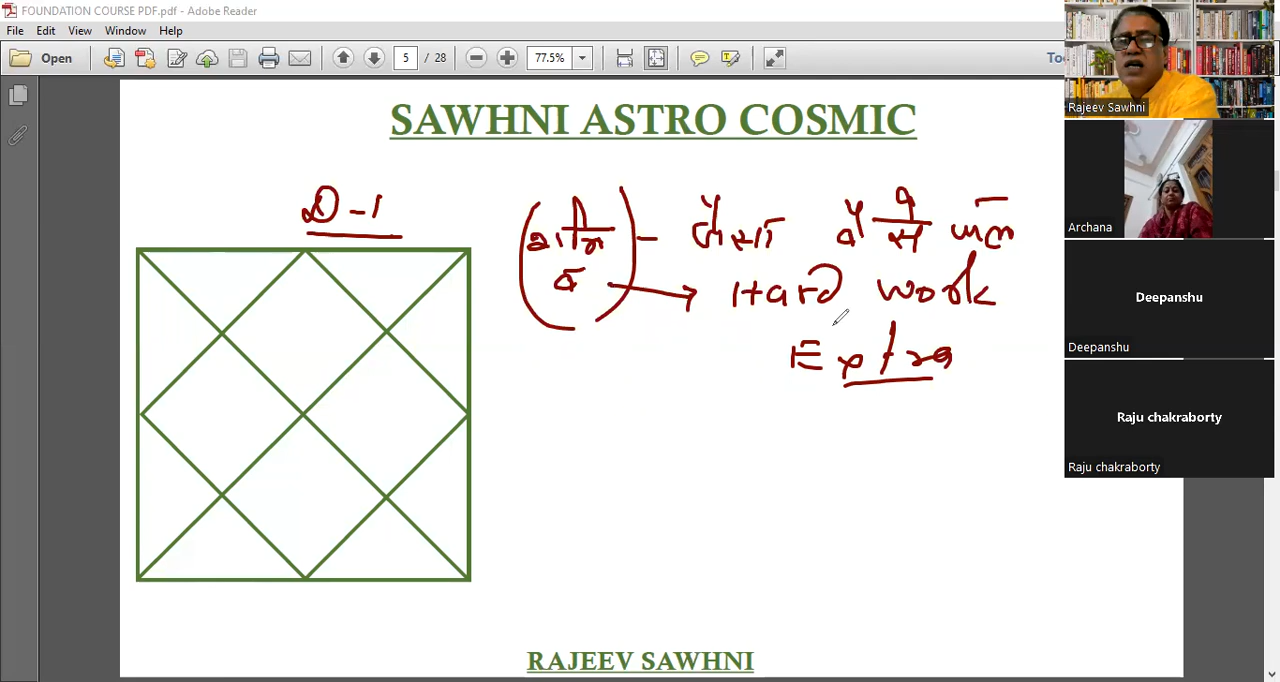 FOUNDATION COURSE PDF.pdf - Adobe Reader
File Edit View Window Help
Open 5 / 28 77.5%
SAWHNI ASTRO COSMIC
D-1
Hard work
Extra
RAJEEV SAWHNI
Rajeev Sawhni
Archana
Deepanshu
Deepanshu
Raju chakraborty
Raju chakraborty